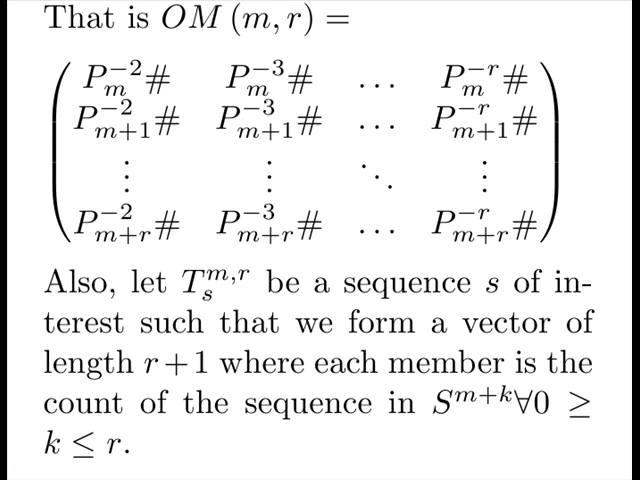 That is OM (m, r) =
P_m^{-2}# P_m^{-3}# … P_m^{-r}#
P_{m+1}^{-2}# P_{m+1}^{-3}# … P_{m+1}^{-r}#
⋮ ⋮ ⋱ ⋮
P_{m+r}^{-2}# P_{m+r}^{-3}# … P_{m+r}^{-r}#
Also, let T_s^{m,r} be a sequence s of in-
terest such that we form a vector of
length r + 1 where each member is the
count of the sequence in S^{m+k}∀0 ≥
k ≤ r.